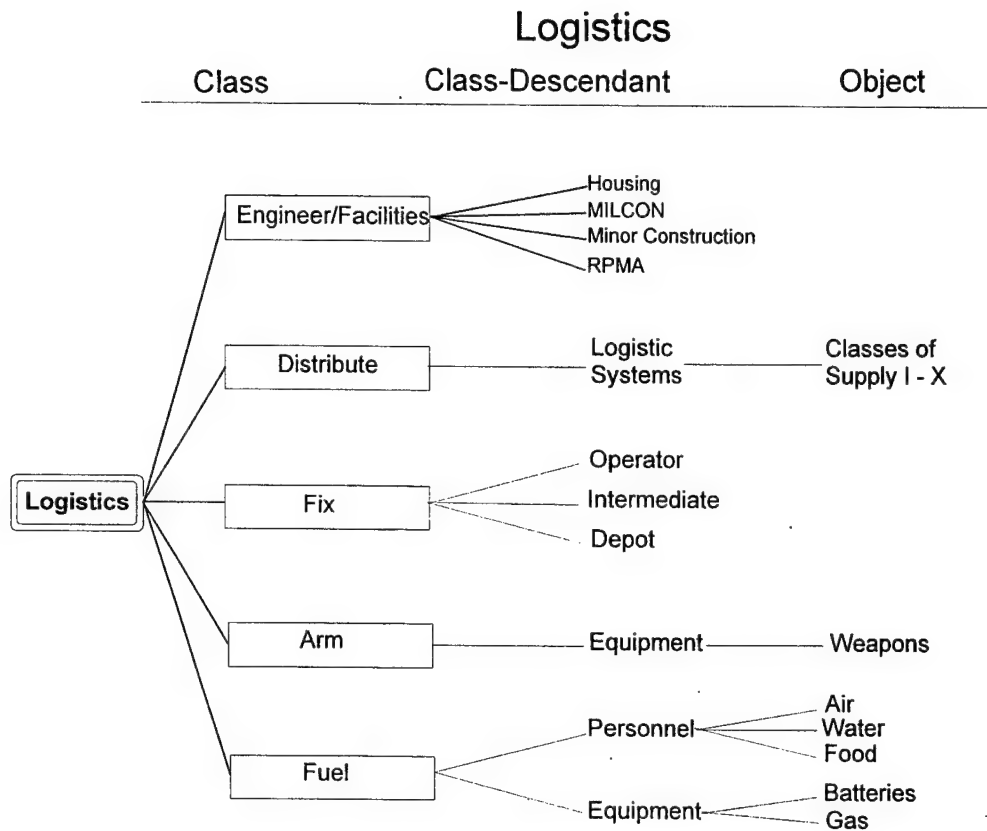 Logistics
Class Class-Descendant Object
Housing
Engineer/Facilities MILCON
Minor Construction
RPMA
Distribute Logistic Classes of
Systems Supply I - X
Operator
Logistics Fix Intermediate
Depot
Arm Equipment Weapons
Air
Personnel Water
Food
Fuel
Batteries
Equipment Gas